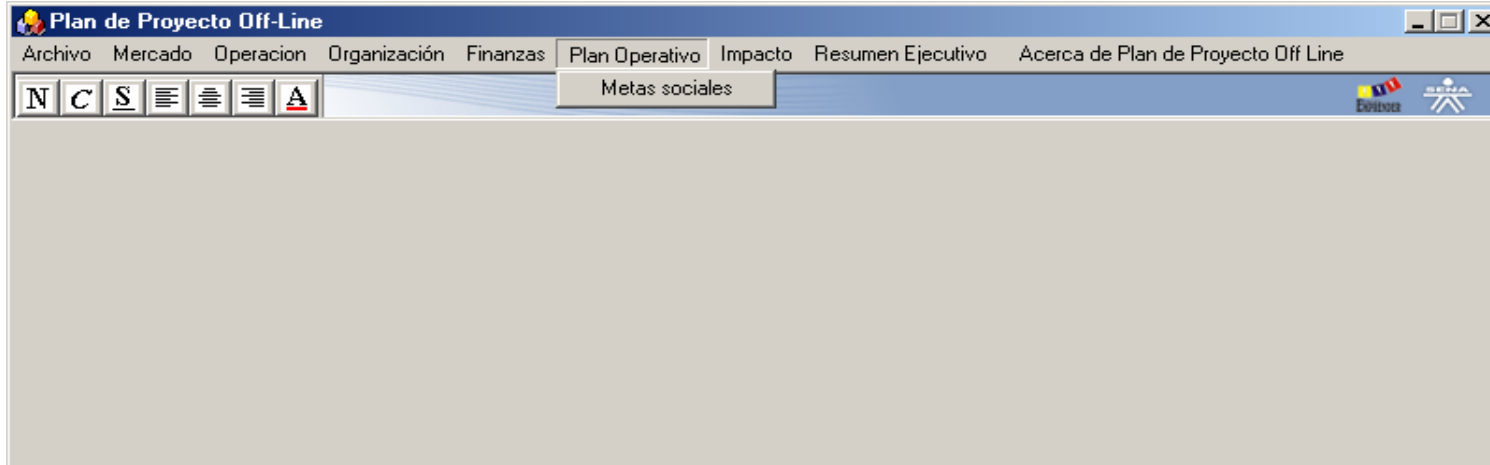 Plan de Proyecto Off-Line
Archivo Mercado Operacion Organización Finanzas Plan Operativo Impacto Resumen Ejecutivo Acerca de Plan de Proyecto Off Line
Metas sociales
N C S A
SENA